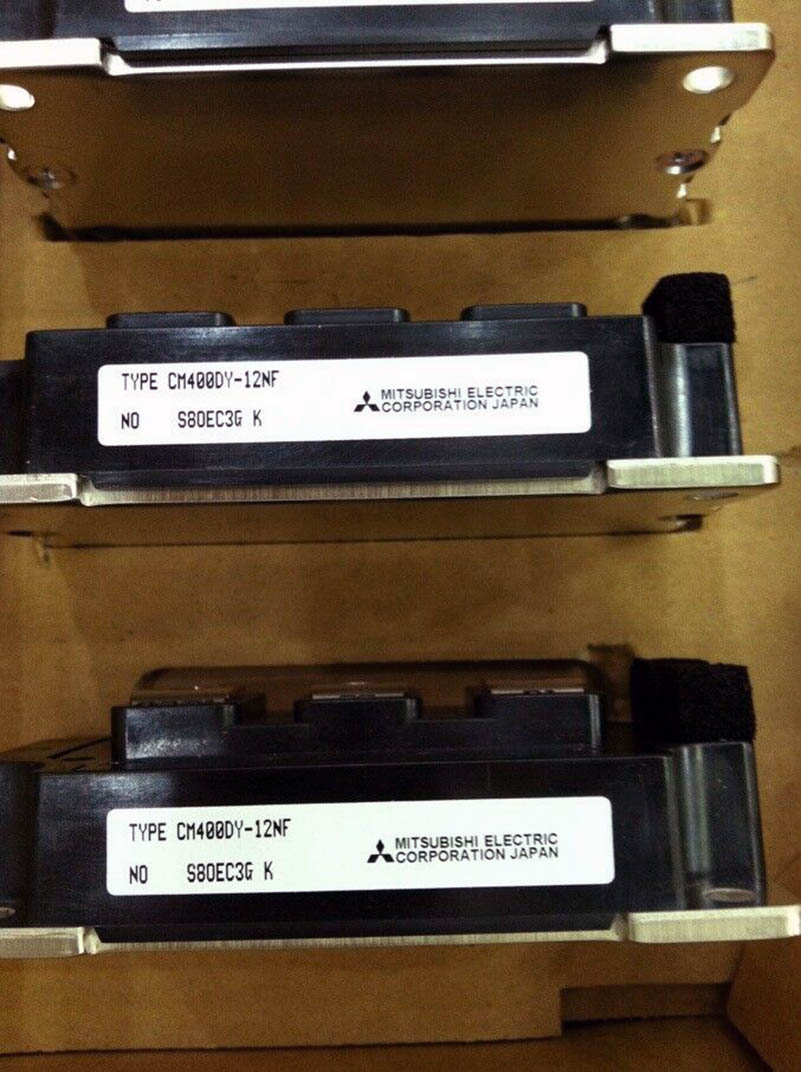 TYPE CM400DY-12NF
NO S80EC3G K
MITSUBISHI ELECTRIC
CORPORATION JAPAN
TYPE CM400DY-12NF
NO S80EC3G K
MITSUBISHI ELECTRIC
CORPORATION JAPAN